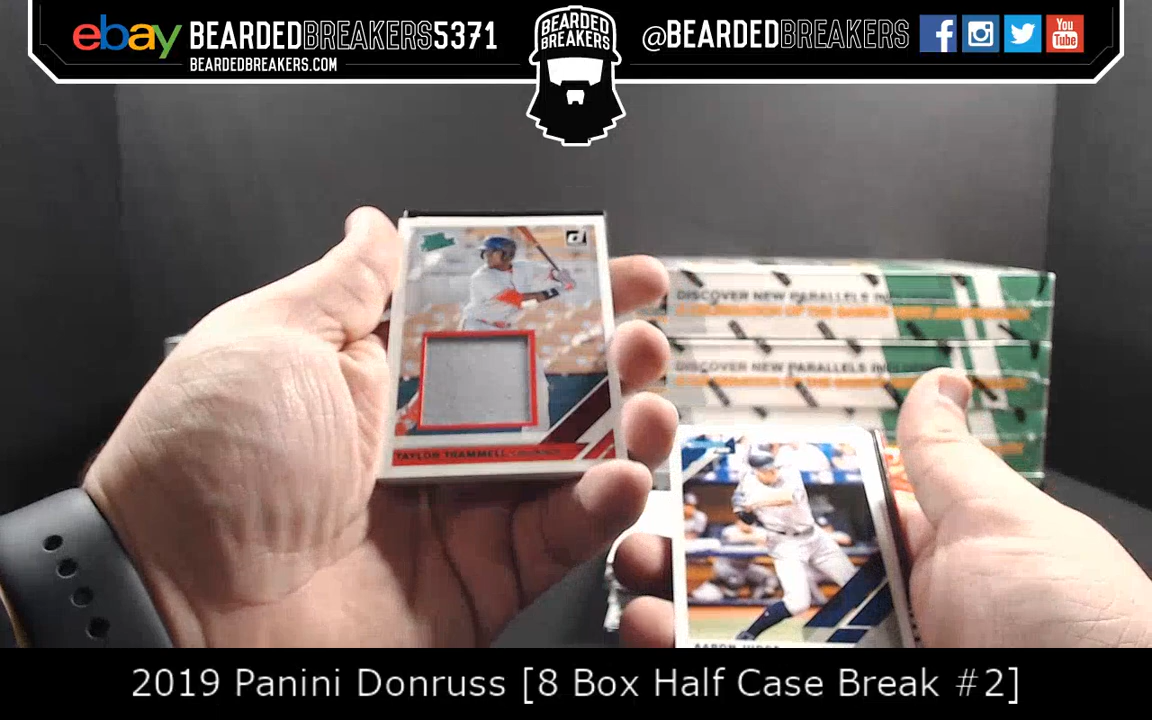 ebay BEARDEDBREAKERS5371
BEARDEDBREAKERS.COM
BEARDED
BREAKERS
@BEARDEDBREAKERS
You
Tube
DISCOVER NEW PARALLELS IN
DISCOVER NEW PARALLELS IN
TAYLOR TRAMMELL
AARON JUDGE
2019 Panini Donruss [8 Box Half Case Break #2]